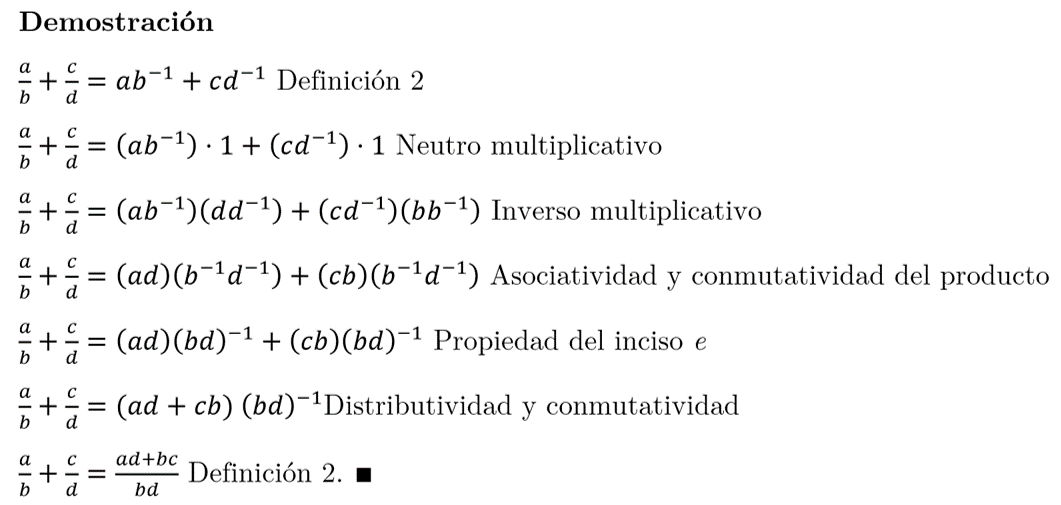 Demostración
$\frac{a}{b} + \frac{c}{d} = ab^{-1} + cd^{-1}$ Definición 2
$\frac{a}{b} + \frac{c}{d} = (ab^{-1}) \cdot 1 + (cd^{-1}) \cdot 1$ Neutro multiplicativo
$\frac{a}{b} + \frac{c}{d} = (ab^{-1})(dd^{-1}) + (cd^{-1})(bb^{-1})$ Inverso multiplicativo
$\frac{a}{b} + \frac{c}{d} = (ad)(b^{-1}d^{-1}) + (cb)(b^{-1}d^{-1})$ Asociatividad y conmutatividad del producto
$\frac{a}{b} + \frac{c}{d} = (ad)(bd)^{-1} + (cb)(bd)^{-1}$ Propiedad del inciso e
$\frac{a}{b} + \frac{c}{d} = (ad + cb) (bd)^{-1}$Distributividad y conmutatividad
$\frac{a}{b} + \frac{c}{d} = \frac{ad+bc}{bd}$ Definición 2. ■